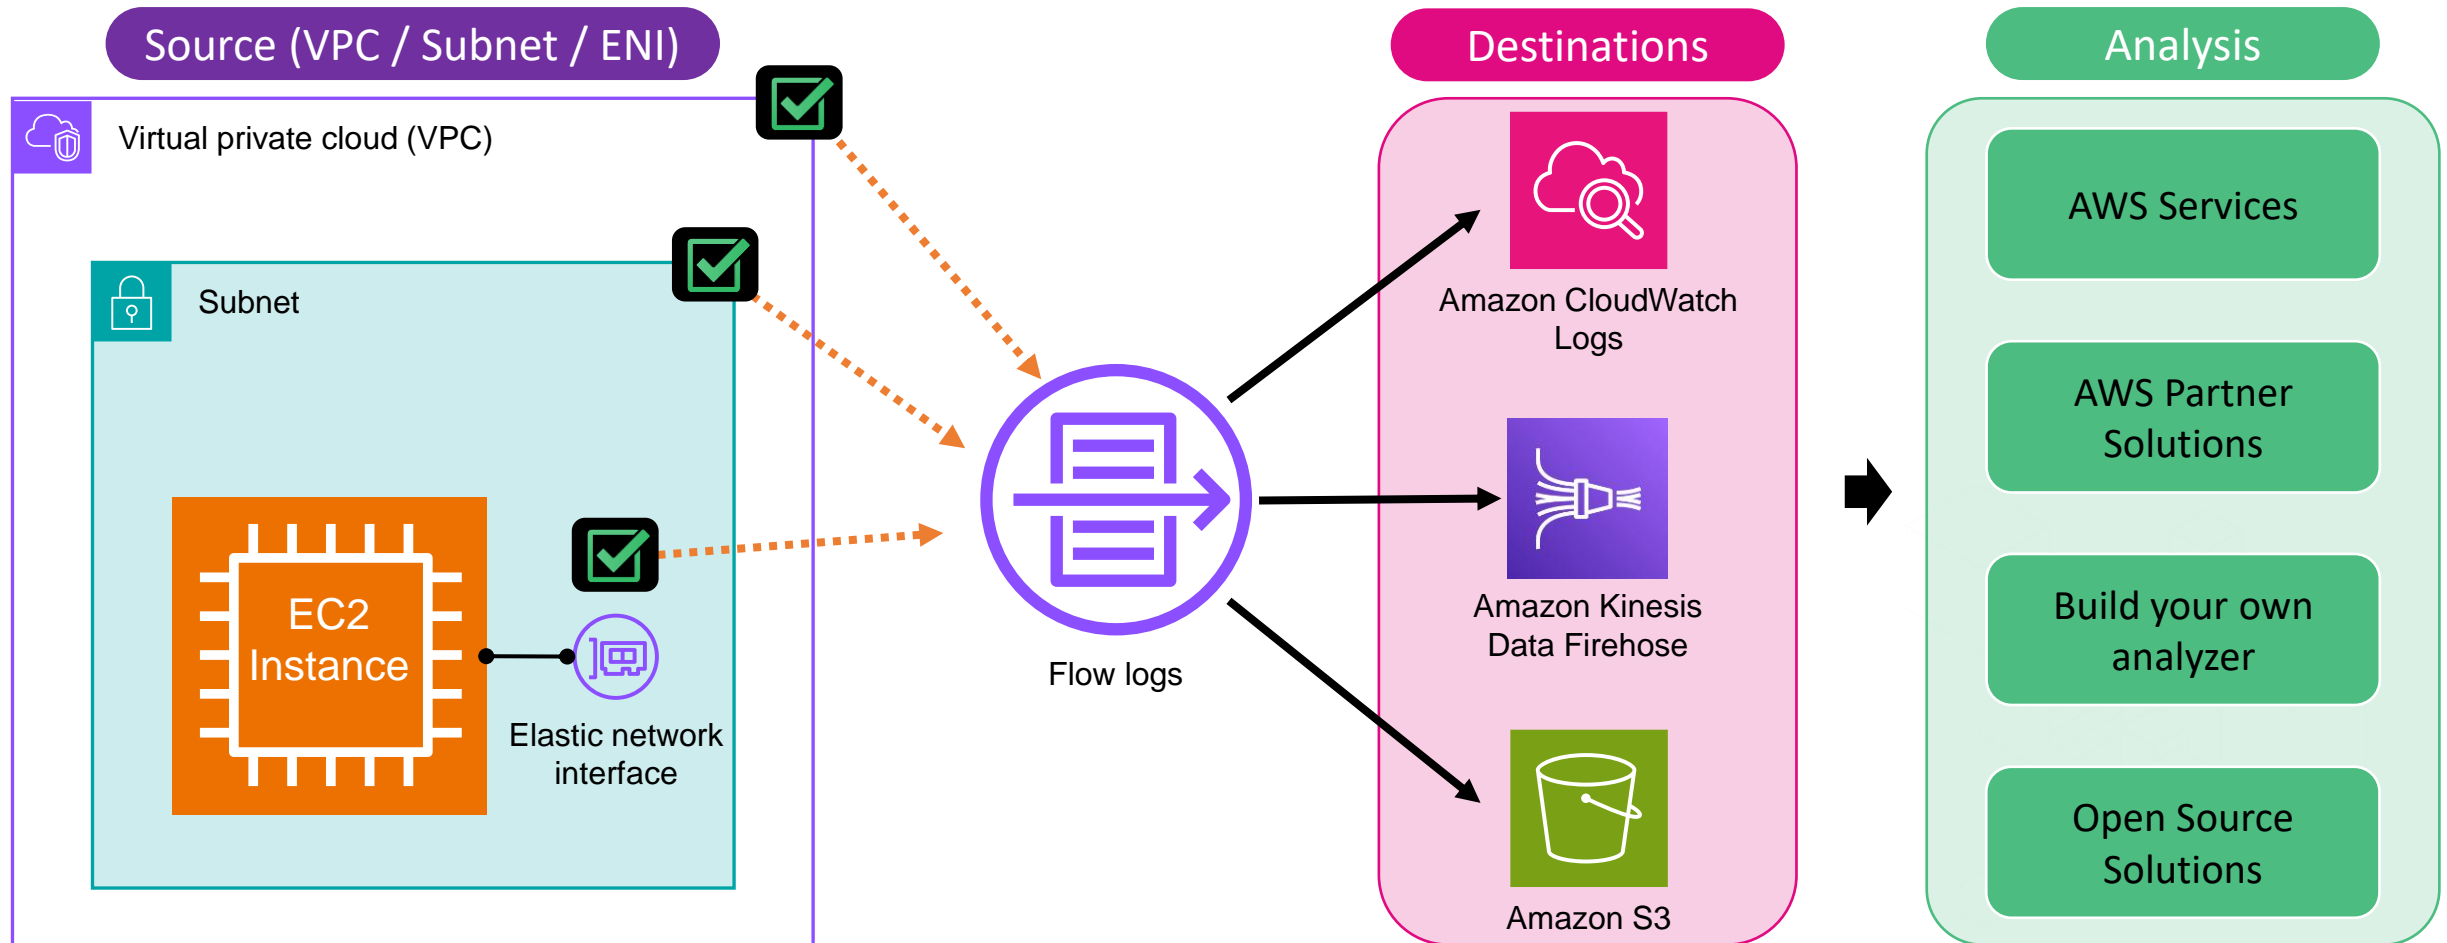 Source (VPC / Subnet / ENI)
Virtual private cloud (VPC)
Subnet
EC2
Instance
Elastic network
interface
Flow logs
Destinations
Amazon CloudWatch
Logs
Amazon Kinesis
Data Firehose
Amazon S3
Analysis
AWS Services
AWS Partner
Solutions
Build your own
analyzer
Open Source
Solutions